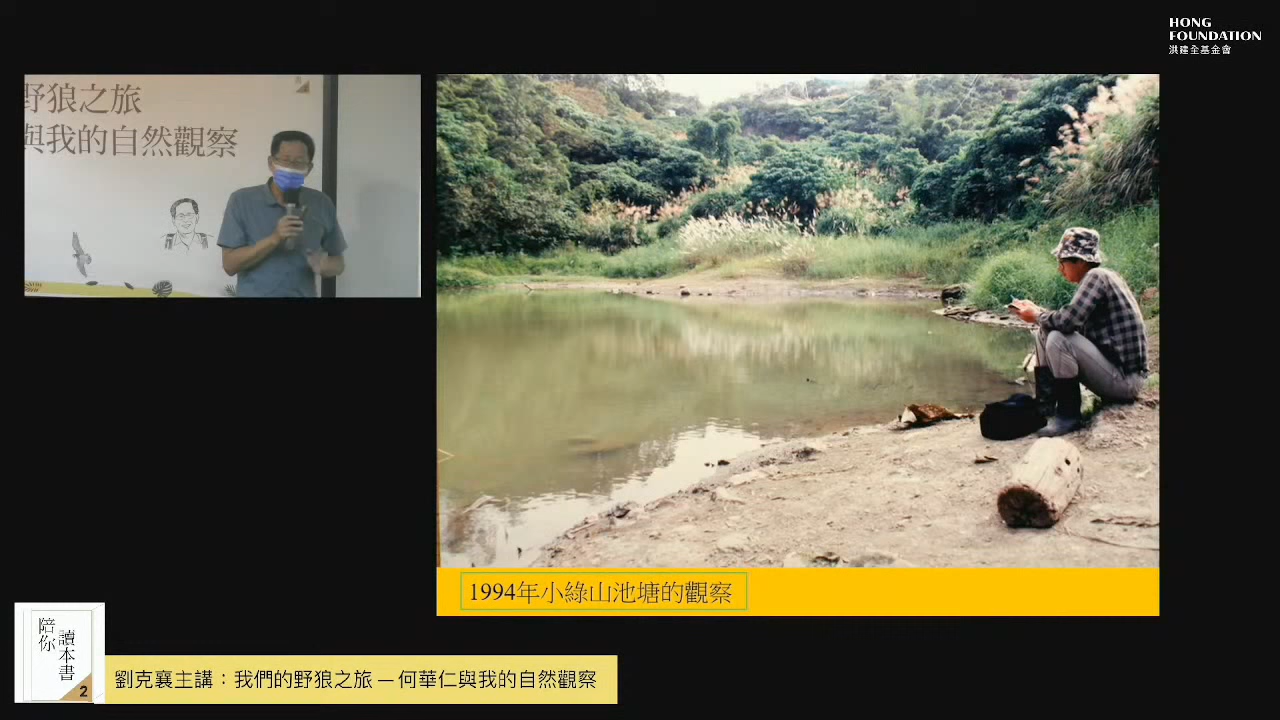 HONG
FOUNDATION
洪建全基金會
野狼之旅
與我的自然觀察
1994年小綠山池塘的觀察
陪你
讀本書
2
劉克襄主講：我們的野狼之旅 — 何華仁與我的自然觀察